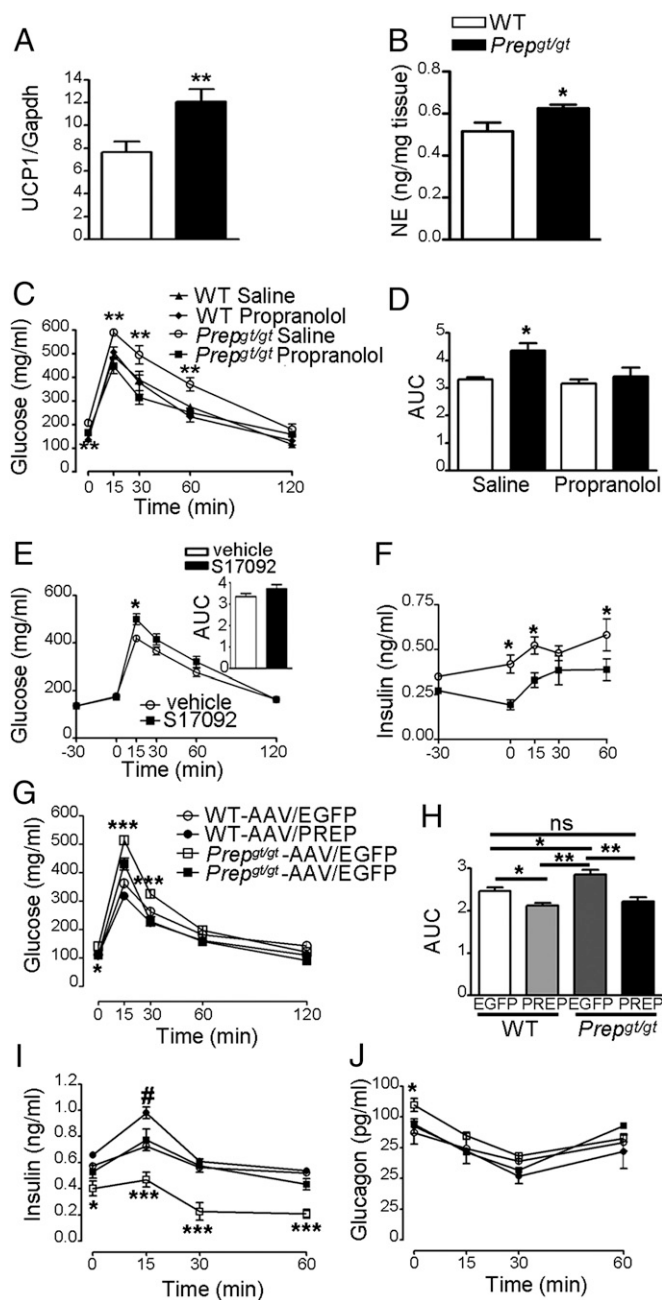 A
UCP1/Gapdh
14
12
10
8
6
4
2
0
**
B
WT
Prepgt/gt
NE (ng/mg tissue)
0.9
0.6
0.3
0.0
*
C
WT Saline
WT Propranolol
Prepgt/gt Saline
Prepgt/gt Propranolol
Glucose (mg/ml)
600
500
400
300
200
100
**
**
**
**
0 15 30 60 120
Time (min)
D
AUC
5
4
3
2
1
0
*
Saline Propranolol
E
vehicle
S17092
Glucose (mg/ml)
600
400
200
0
*
AUC
4
3
2
1
0
vehicle
S17092
-30 0 15 30 60 120
Time (min)
F
Insulin (ng/ml)
0.75
0.50
0.25
0.00
* * *
-30 0 15 30 60
Time (min)
G
WT-AAV/EGFP
WT-AAV/PREP
Prepgt/gt-AAV/EGFP
Prepgt/gt-AAV/EGFP
Glucose (mg/ml)
600
500
400
300
200
100
0
***
***
*
0 15 30 60 120
Time (min)
H
ns
*
* ** **
AUC
3
2
1
0
EGFP PREP EGFP PREP
WT Prepgt/gt
I
Insulin (ng/ml)
1.2
1.0
0.8
0.6
0.4
0.2
0
#
* *** *** ***
0 15 30 60
Time (min)
J
Glucagon (pg/ml)
100
100
25
25
0
*
0 15 30 60
Time (min)